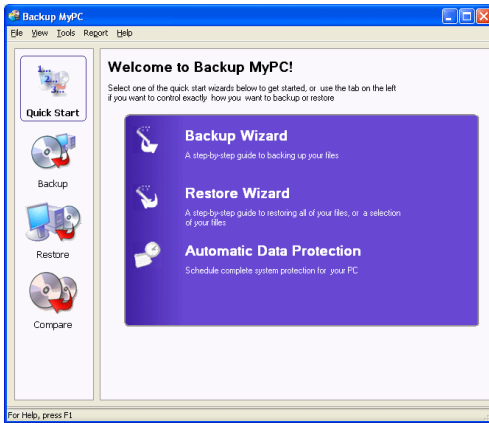 Backup MyPC
File View Tools Report Help
1...
2...
3...
Quick Start
Backup
Restore
Compare
Welcome to Backup MyPC!
Select one of the quick start wizards below to get started, or use the tab on the left
if you want to control exactly how you want to backup or restore
Backup Wizard
A step-by-step guide to backing up your files
Restore Wizard
A step-by-step guide to restoring all of your files, or a selection
of your files
Automatic Data Protection
Schedule complete system protection for your PC
For Help, press F1